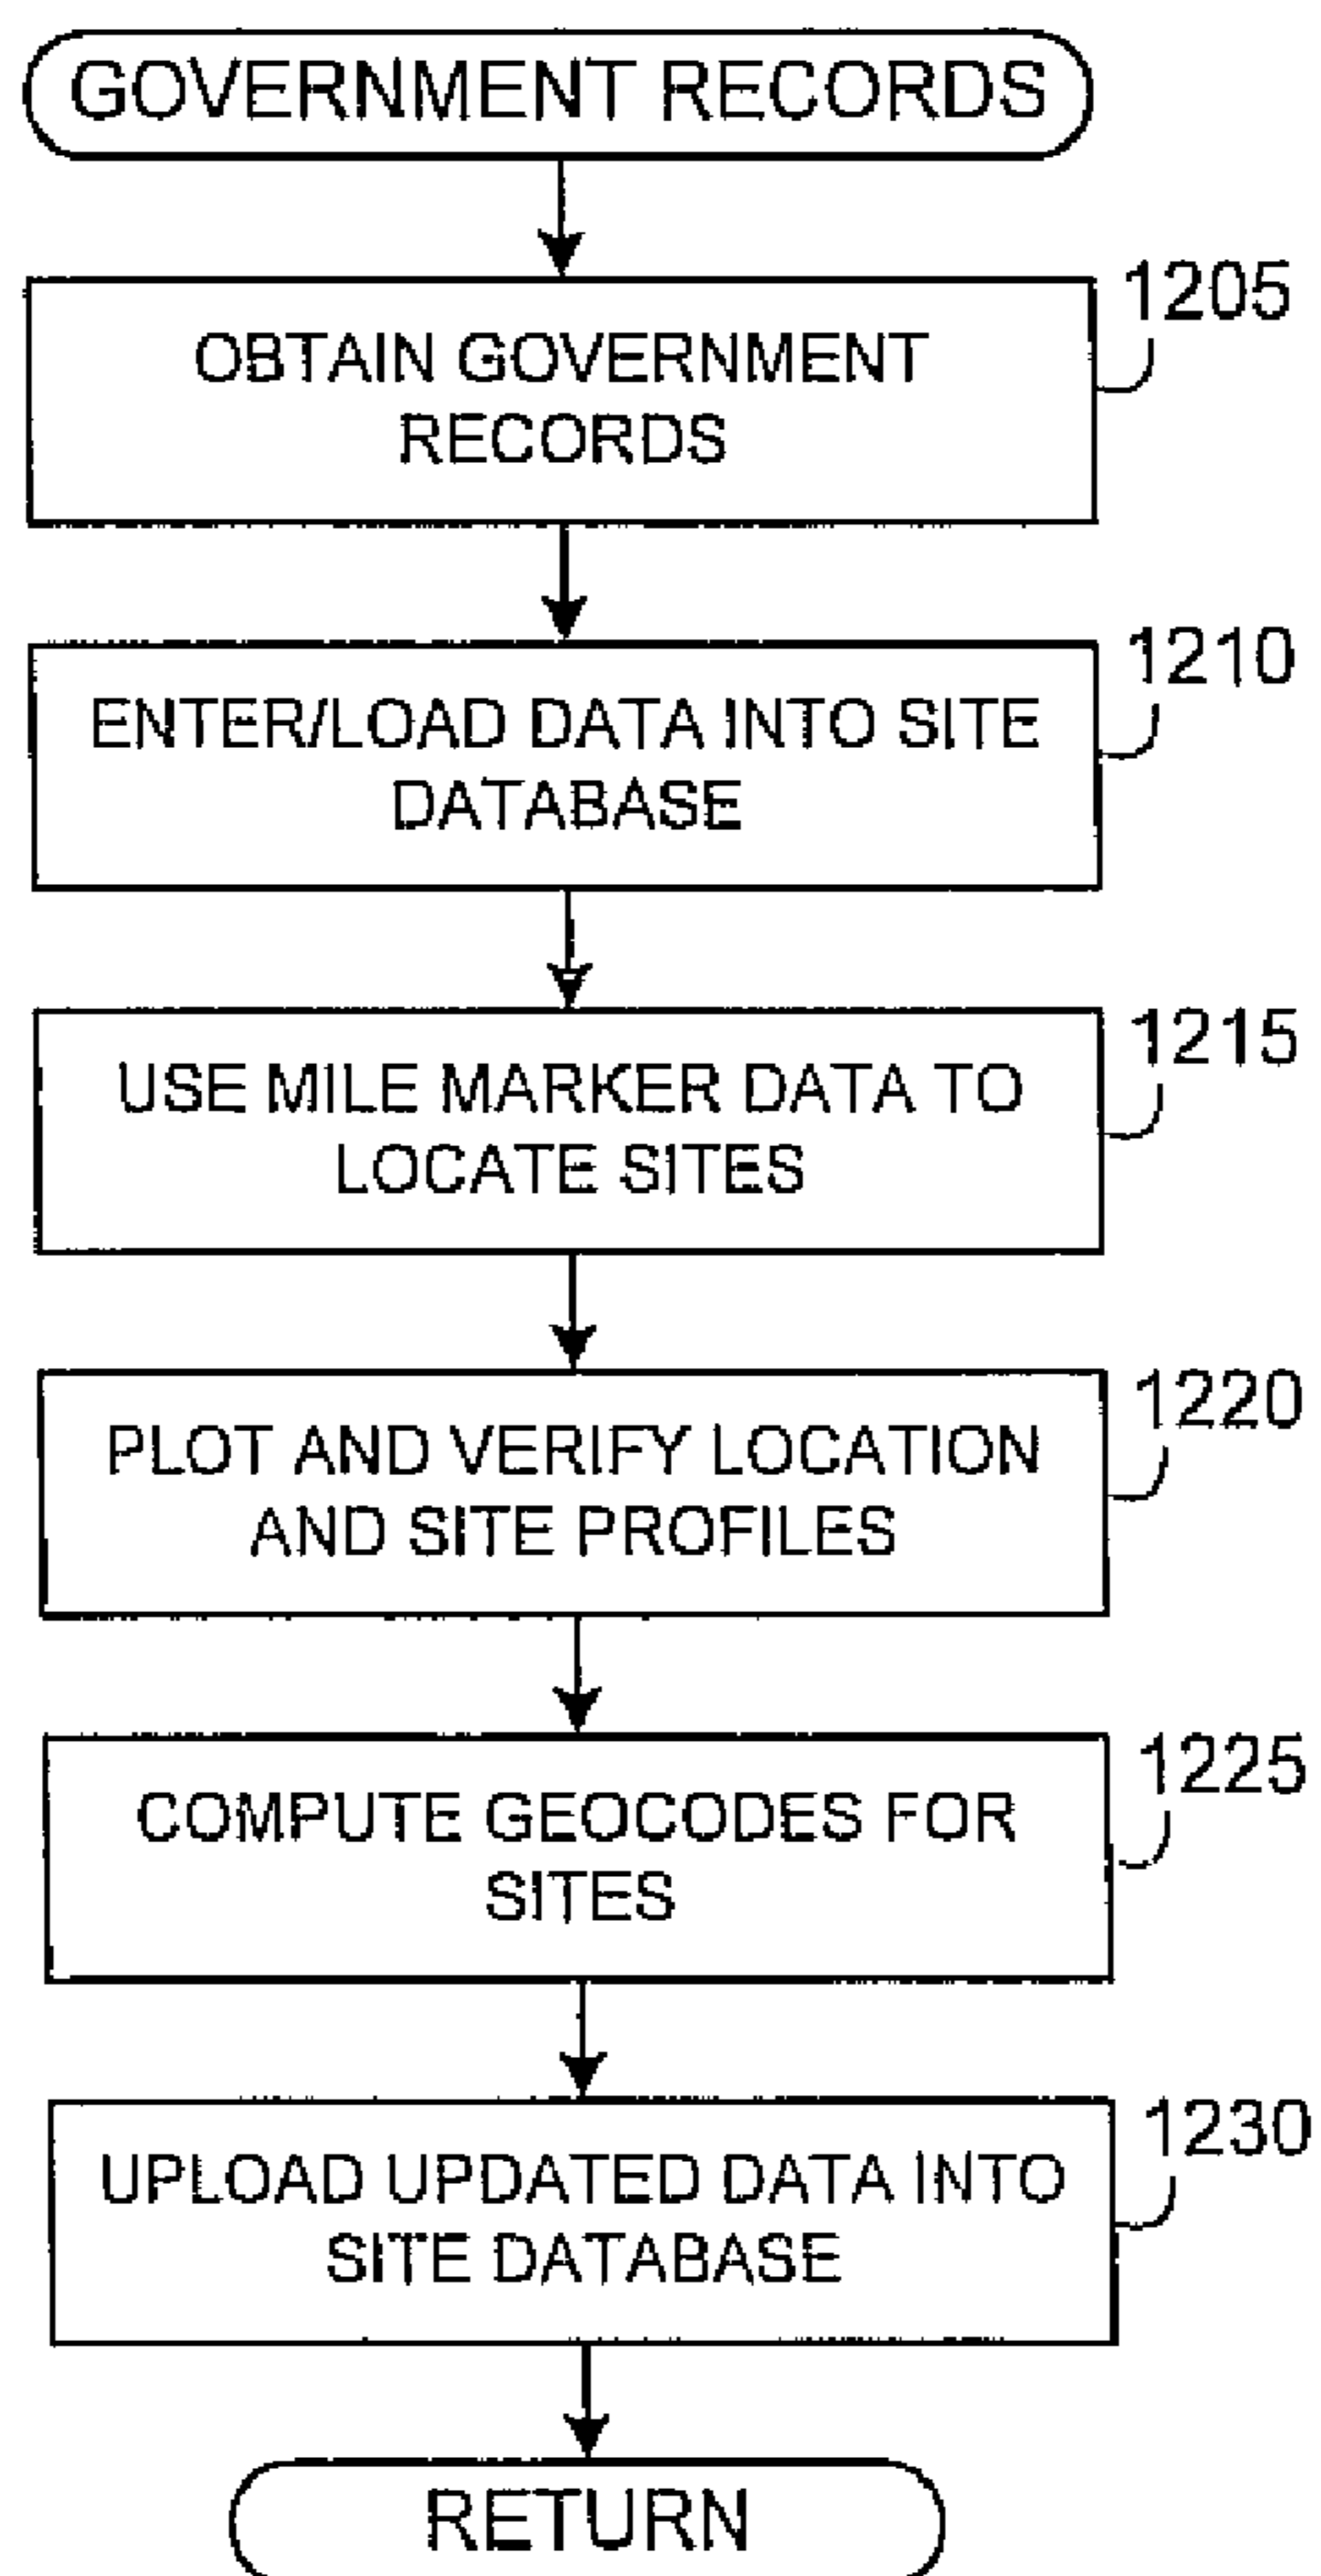 GOVERNMENT RECORDS
1205
OBTAIN GOVERNMENT
RECORDS
1210
ENTER/LOAD DATA INTO SITE
DATABASE
1215
USE MILE MARKER DATA TO
LOCATE SITES
1220
PLOT AND VERIFY LOCATION
AND SITE PROFILES
1225
COMPUTE GEOCODES FOR
SITES
1230
UPLOAD UPDATED DATA INTO
SITE DATABASE
RETURN